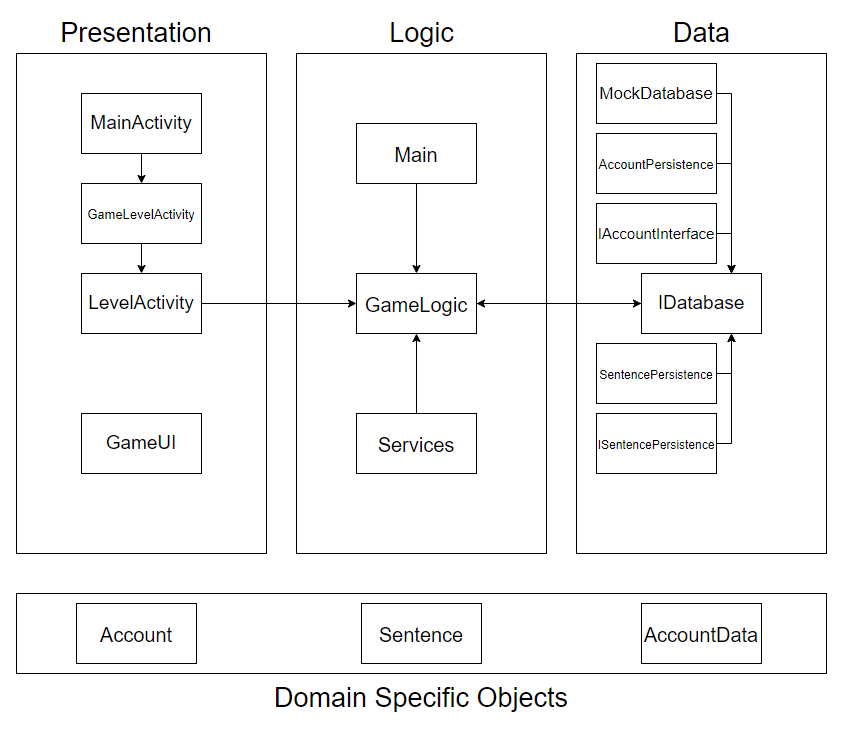 Presentation
Logic
Data
MainActivity
GameLevelActivity
LevelActivity
GameUI
Main
GameLogic
Services
MockDatabase
AccountPersistence
IAccountInterface
IDatabase
SentencePersistence
ISentencePersistence
Account
Sentence
AccountData
Domain Specific Objects